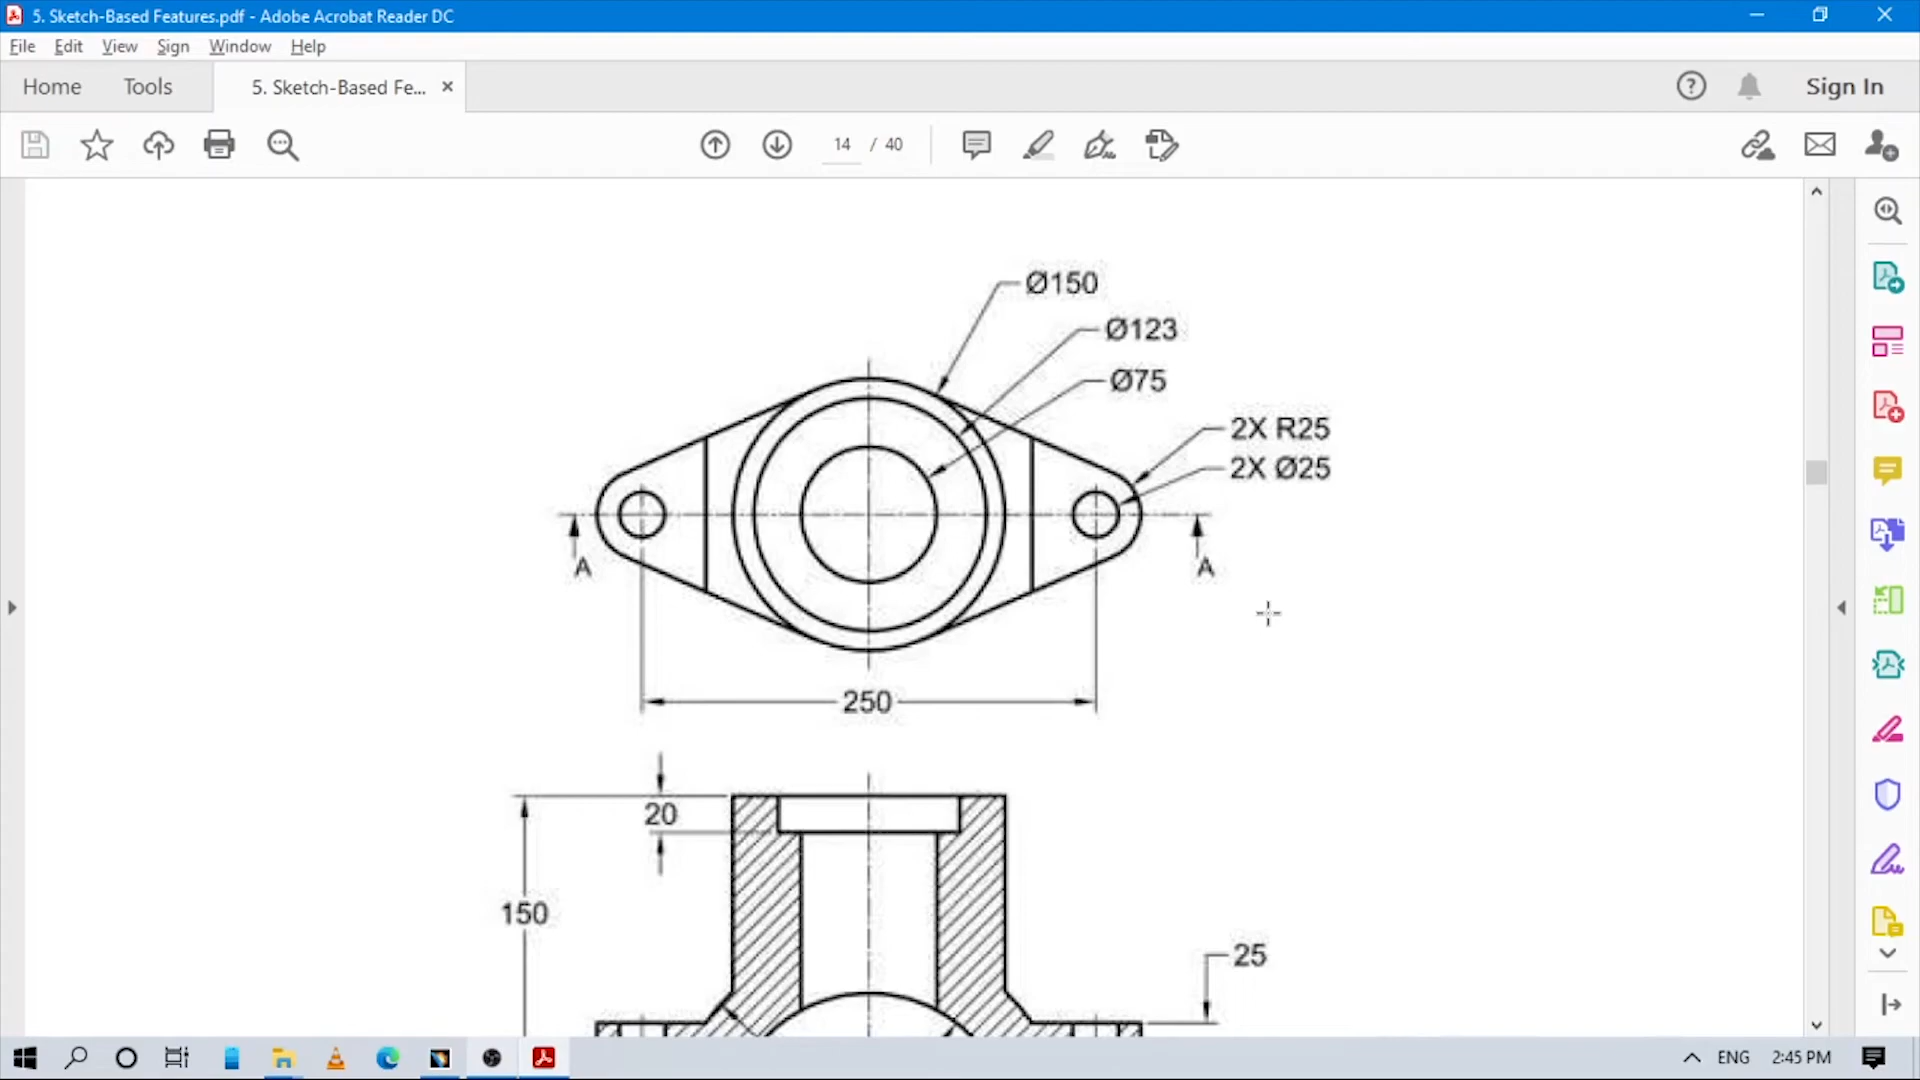 5. Sketch-Based Features.pdf - Adobe Acrobat Reader DC
File Edit View Sign Window Help
Home Tools 5. Sketch-Based Fe... × Sign In
14 / 40
Ø150
Ø123
Ø75
2X R25
2X Ø25
A A
250
20
150
25
ENG 2:45 PM